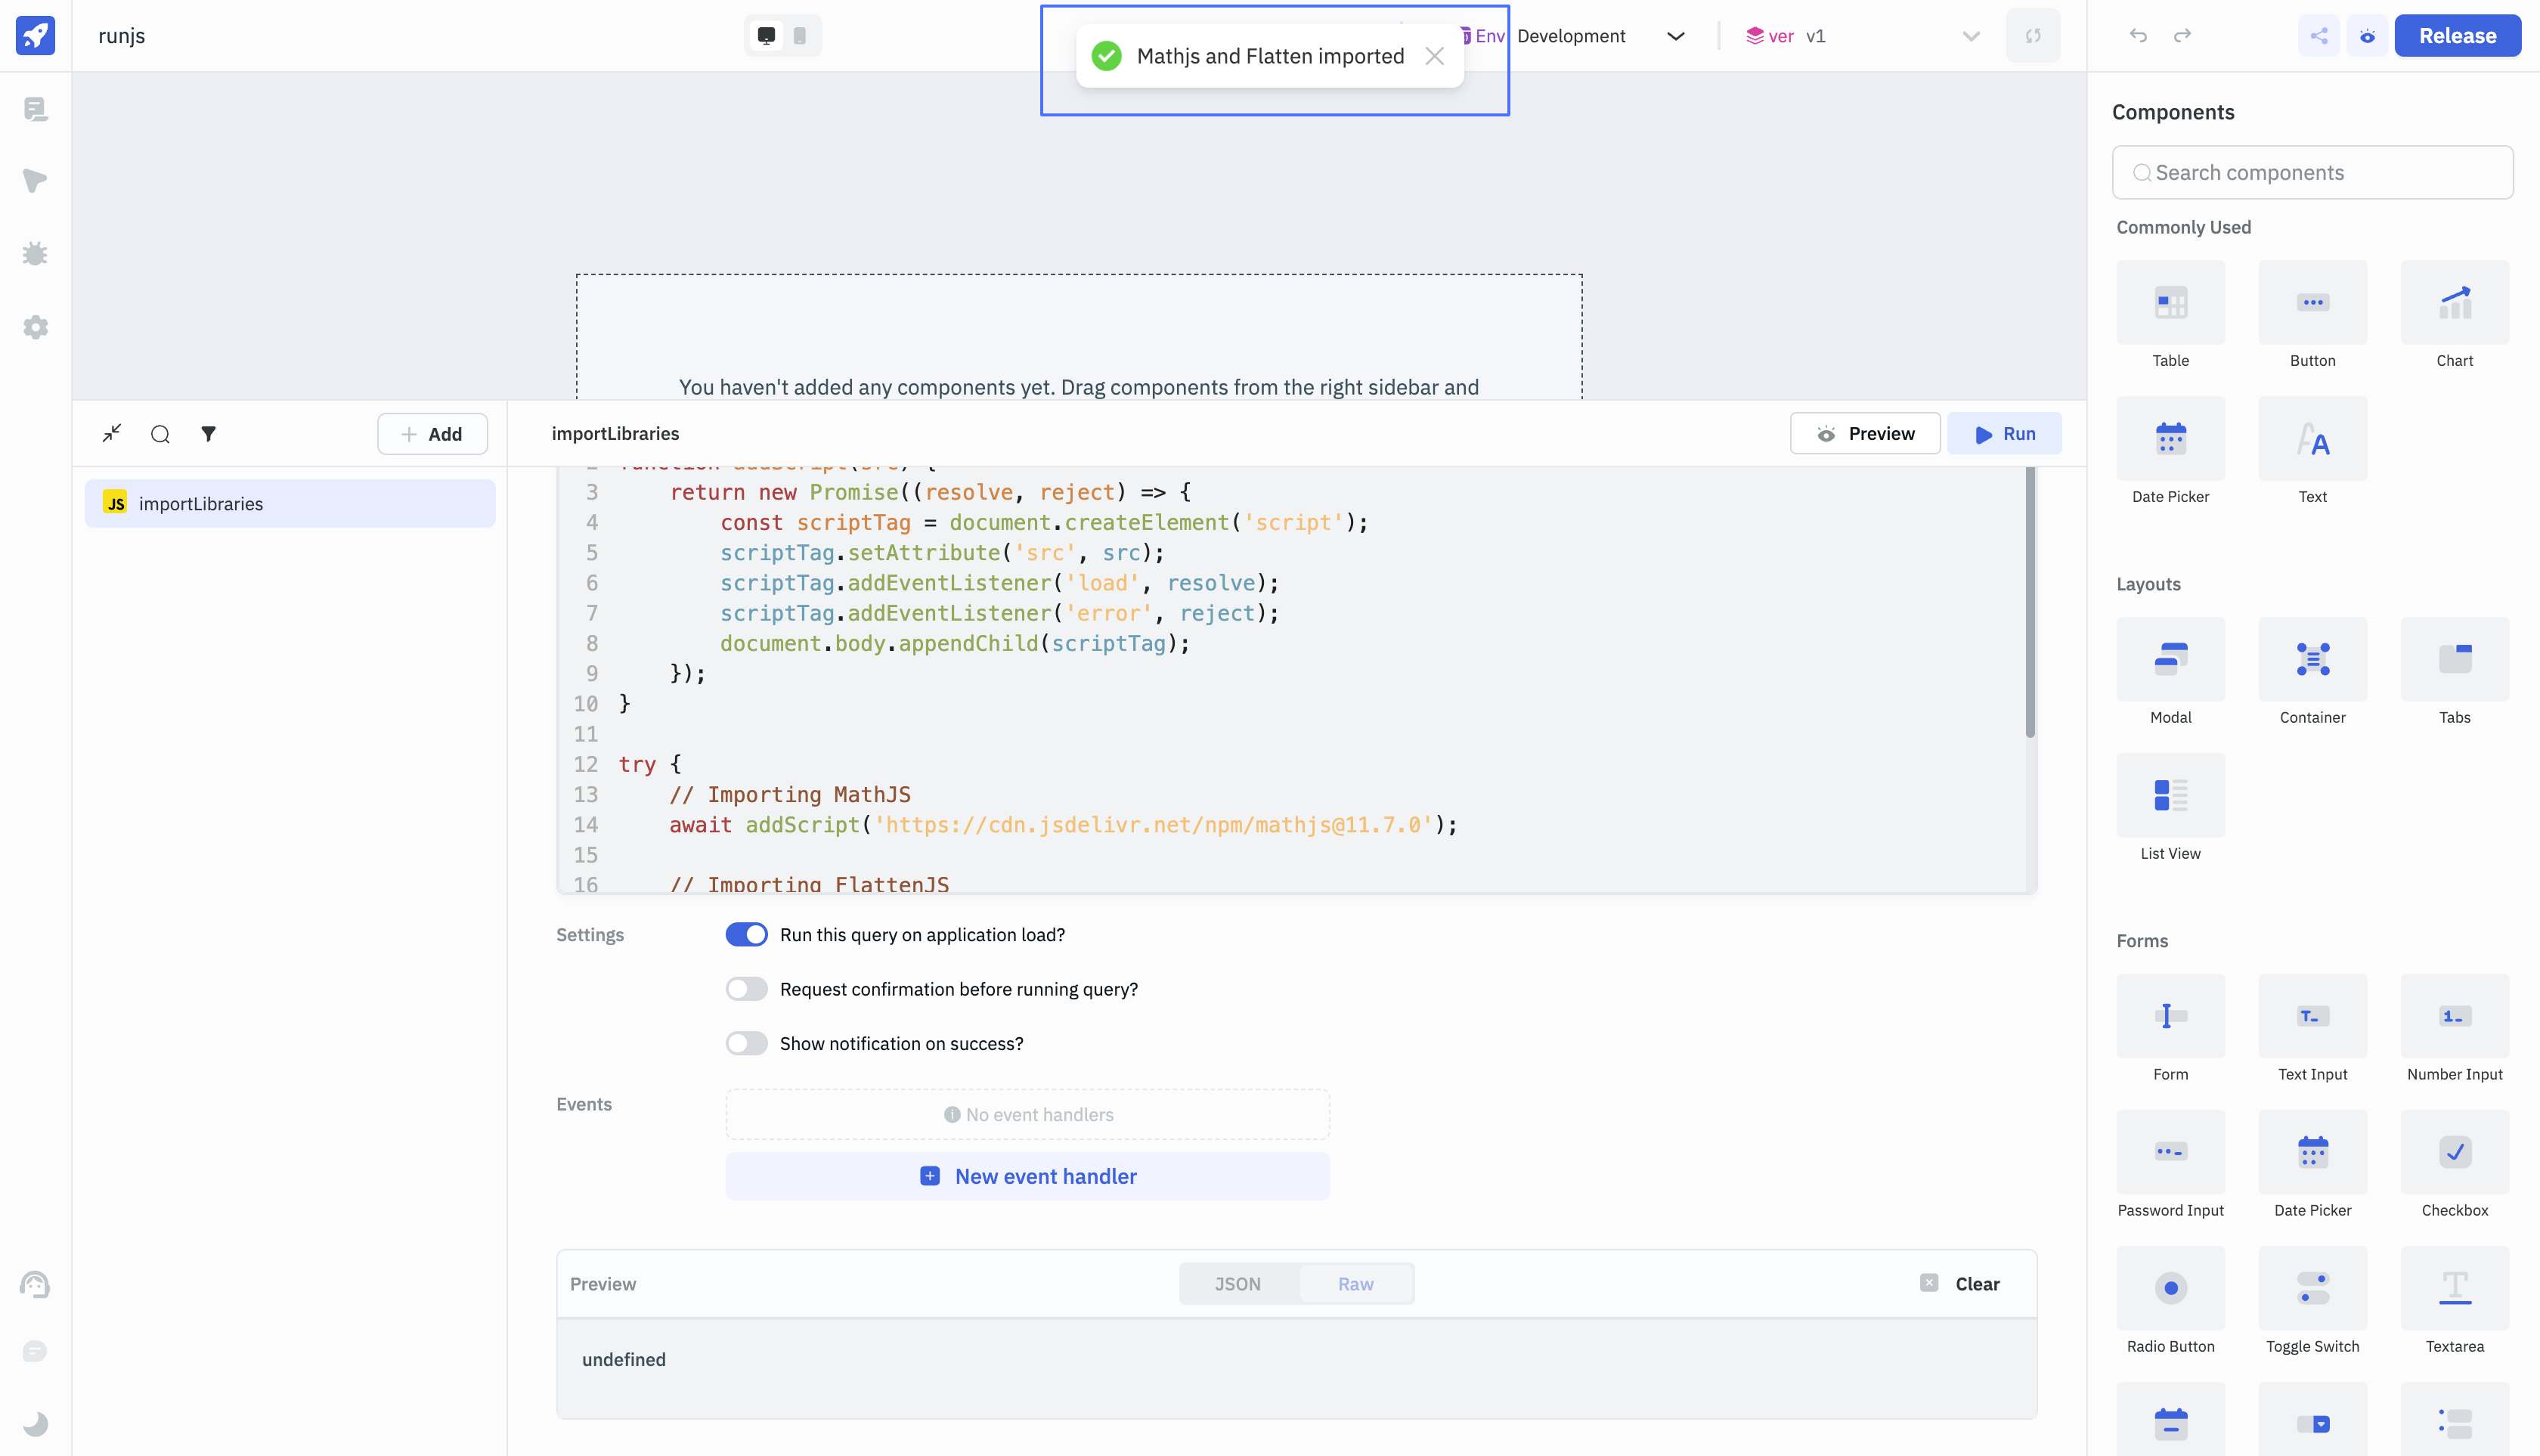 runjs
Mathjs and Flatten imported
Env Development
ver v1
Release
Components
Search components
Commonly Used
Table
Button
Chart
Date Picker
Text
You haven't added any components yet. Drag components from the right sidebar and
Add
importLibraries
Preview
Run
JS importLibraries
2 function addScript(src) {
3 return new Promise((resolve, reject) => {
4 const scriptTag = document.createElement('script');
5 scriptTag.setAttribute('src', src);
6 scriptTag.addEventListener('load', resolve);
7 scriptTag.addEventListener('error', reject);
8 document.body.appendChild(scriptTag);
9 });
10 }
11
12 try {
13 // Importing MathJS
14 await addScript('https://cdn.jsdelivr.net/npm/mathjs@11.7.0');
15
16 // Importing FlattenJS
Layouts
Modal
Container
Tabs
List View
Settings
Run this query on application load?
Request confirmation before running query?
Show notification on success?
Events
No event handlers
New event handler
Forms
Form
Text Input
Number Input
Password Input
Date Picker
Checkbox
Radio Button
Toggle Switch
Textarea
Preview
JSON
Raw
Clear
undefined